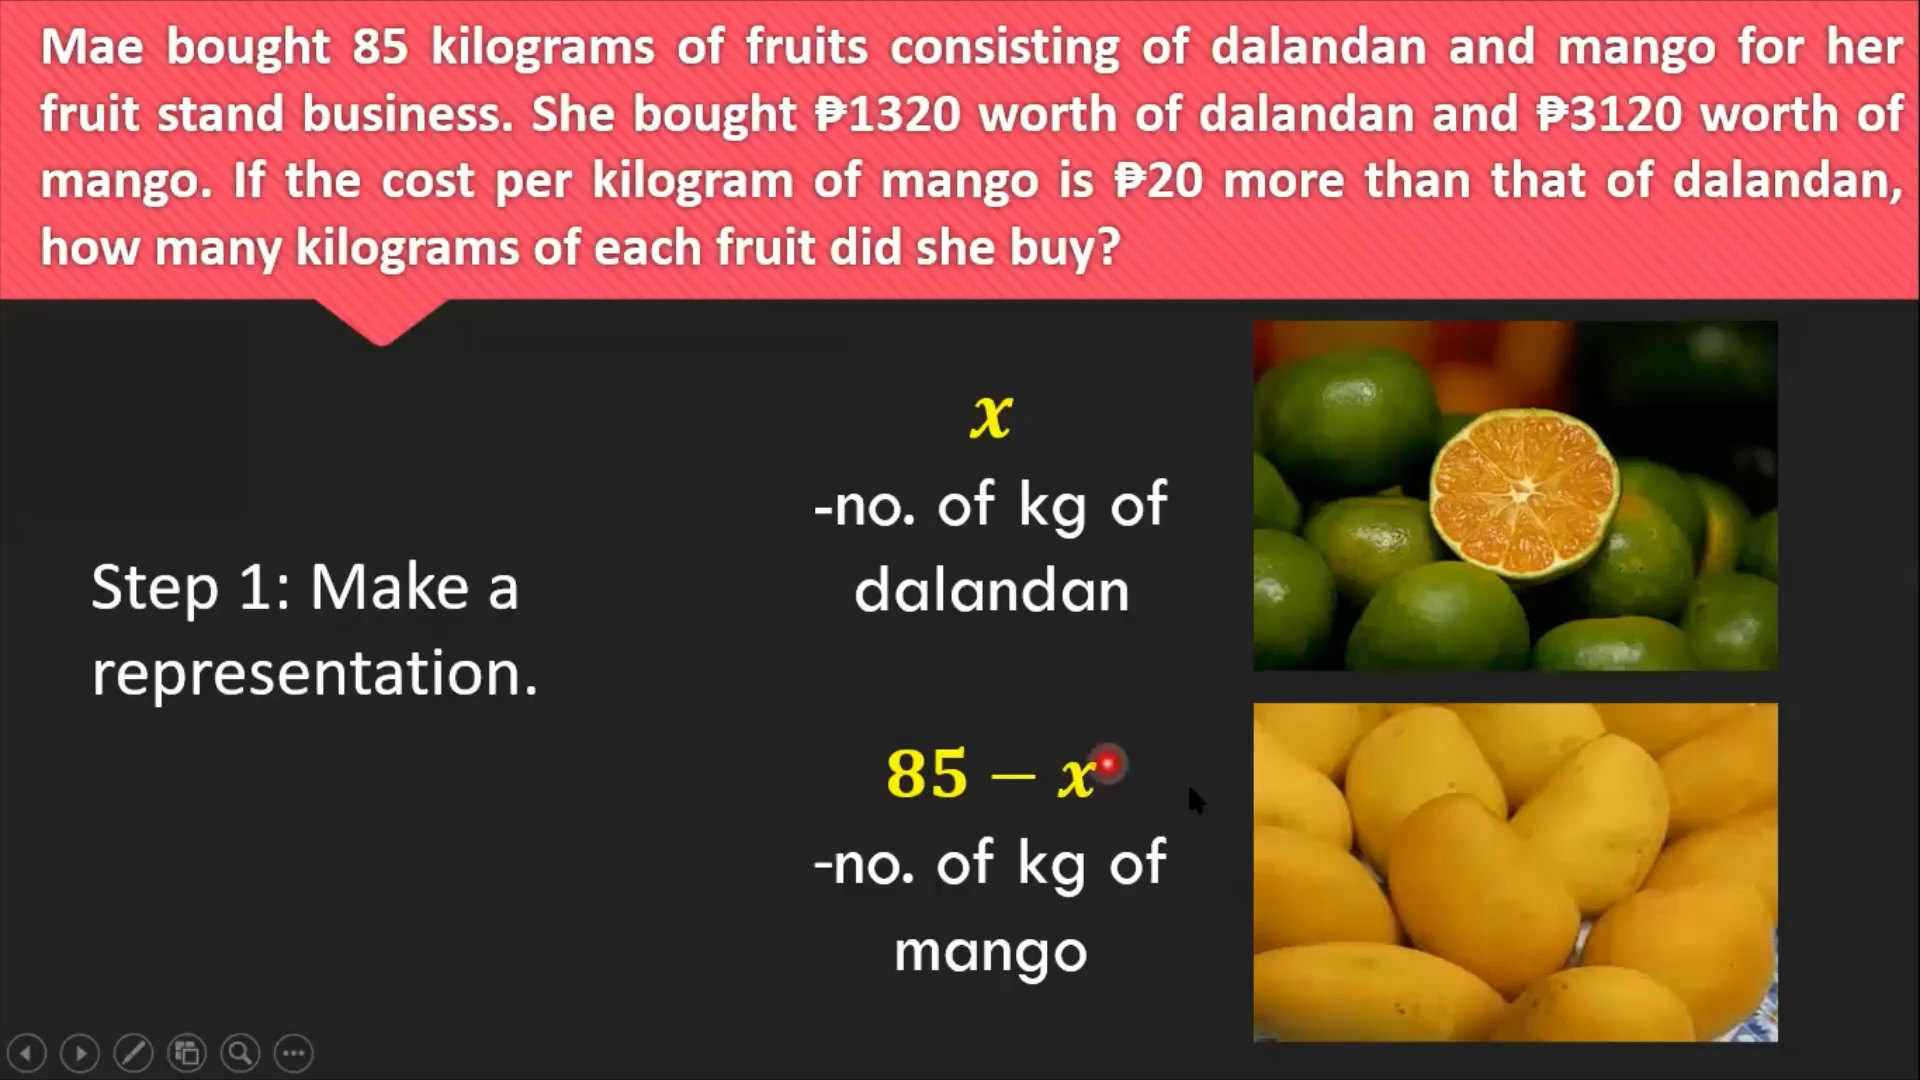 Mae bought 85 kilograms of fruits consisting of dalandan and mango for her
fruit stand business. She bought ₱1320 worth of dalandan and ₱3120 worth of
mango. If the cost per kilogram of mango is ₱20 more than that of dalandan,
how many kilograms of each fruit did she buy?
Step 1: Make a
representation.
x
-no. of kg of
dalandan
85 – x
-no. of kg of
mango